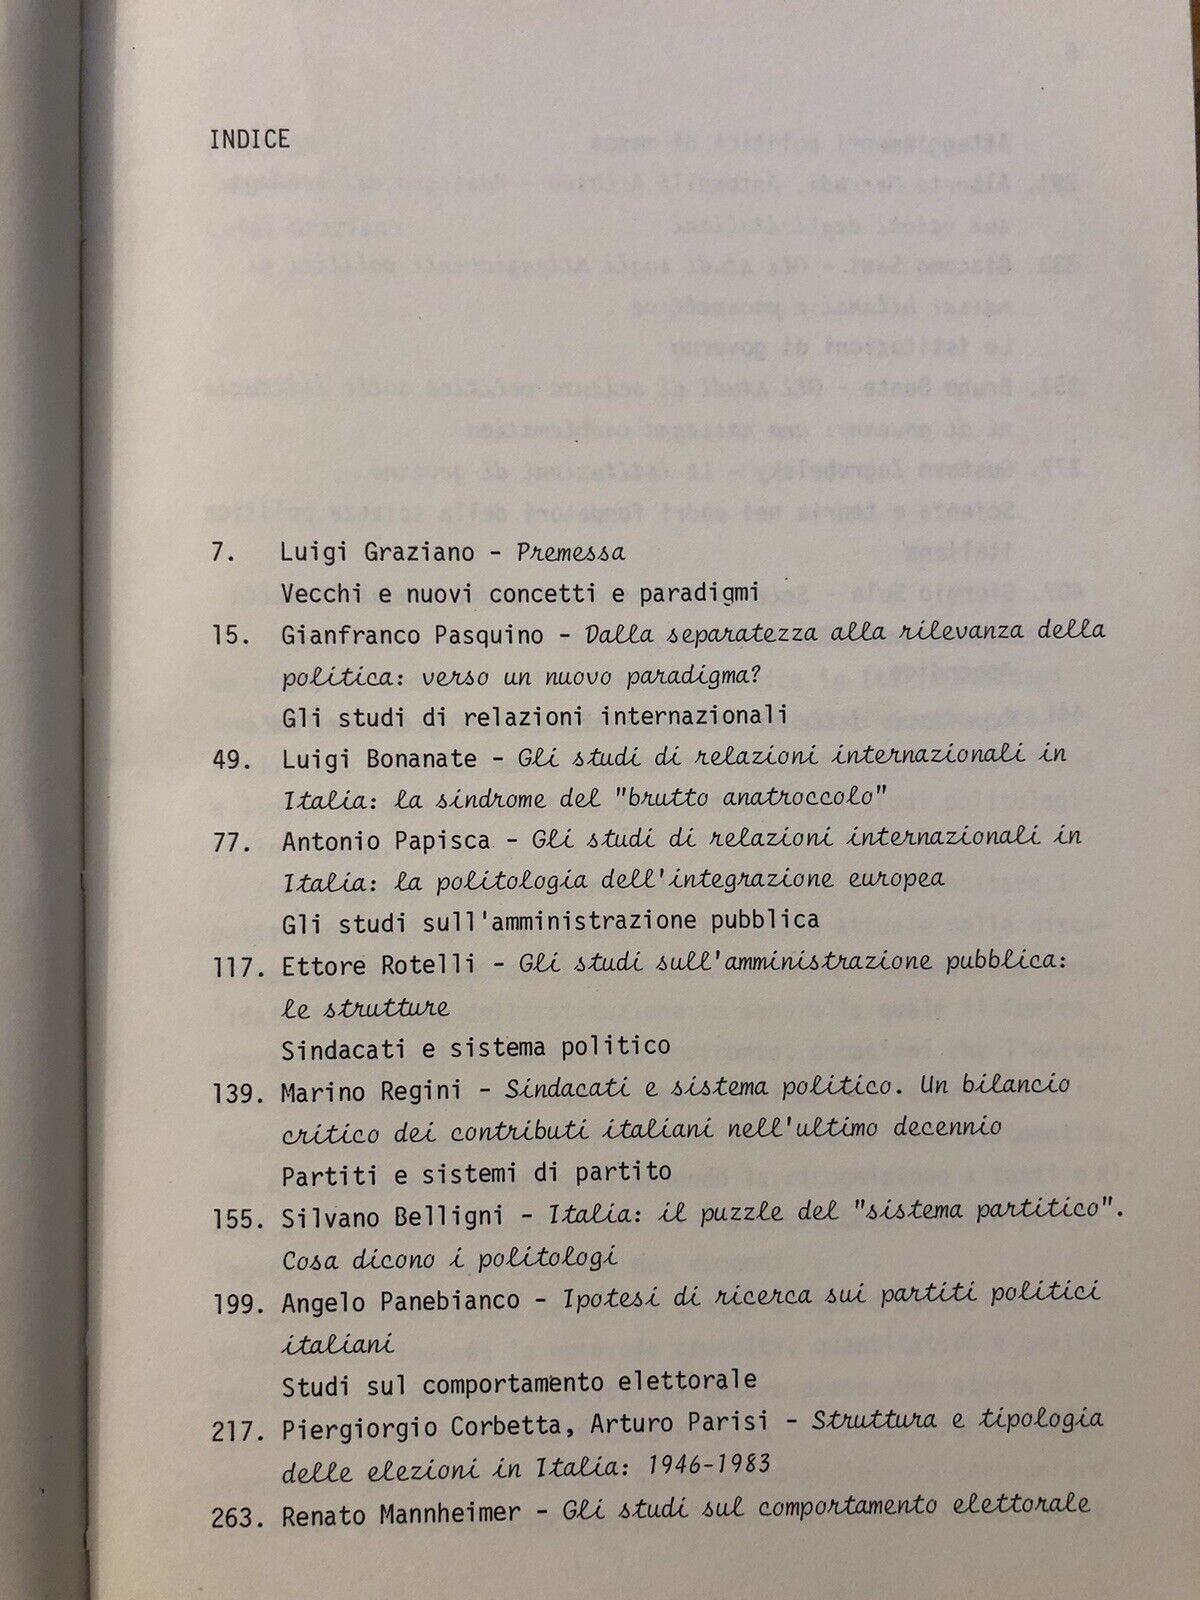 INDICE
7. Luigi Graziano - Premessa
Vecchi e nuovi concetti e paradigmi
15. Gianfranco Pasquino - Dalla separatezza alla rilevanza della
politica: verso un nuovo paradigma?
Gli studi di relazioni internazionali
49. Luigi Bonanate - Gli studi di relazioni internazionali in
Italia: la sindrome del "brutto anatroccolo"
77. Antonio Papisca - Gli studi di relazioni internazionali in
Italia: la politologia dell'integrazione europea
Gli studi sull'amministrazione pubblica
117. Ettore Rotelli - Gli studi sull'amministrazione pubblica:
le strutture
Sindacati e sistema politico
139. Marino Regini - Sindacati e sistema politico. Un bilancio
critico dei contributi italiani nell'ultimo decennio
Partiti e sistemi di partito
155. Silvano Belligni - Italia: il puzzle del "sistema partitico".
Cosa dicono i politologi
199. Angelo Panebianco - Ipotesi di ricerca sui partiti politici
italiani
Studi sul comportamento elettorale
217. Piergiorgio Corbetta, Arturo Parisi - Struttura e tipologia
delle elezioni in Italia: 1946-1983
263. Renato Mannheimer - Gli studi sul comportamento elettorale